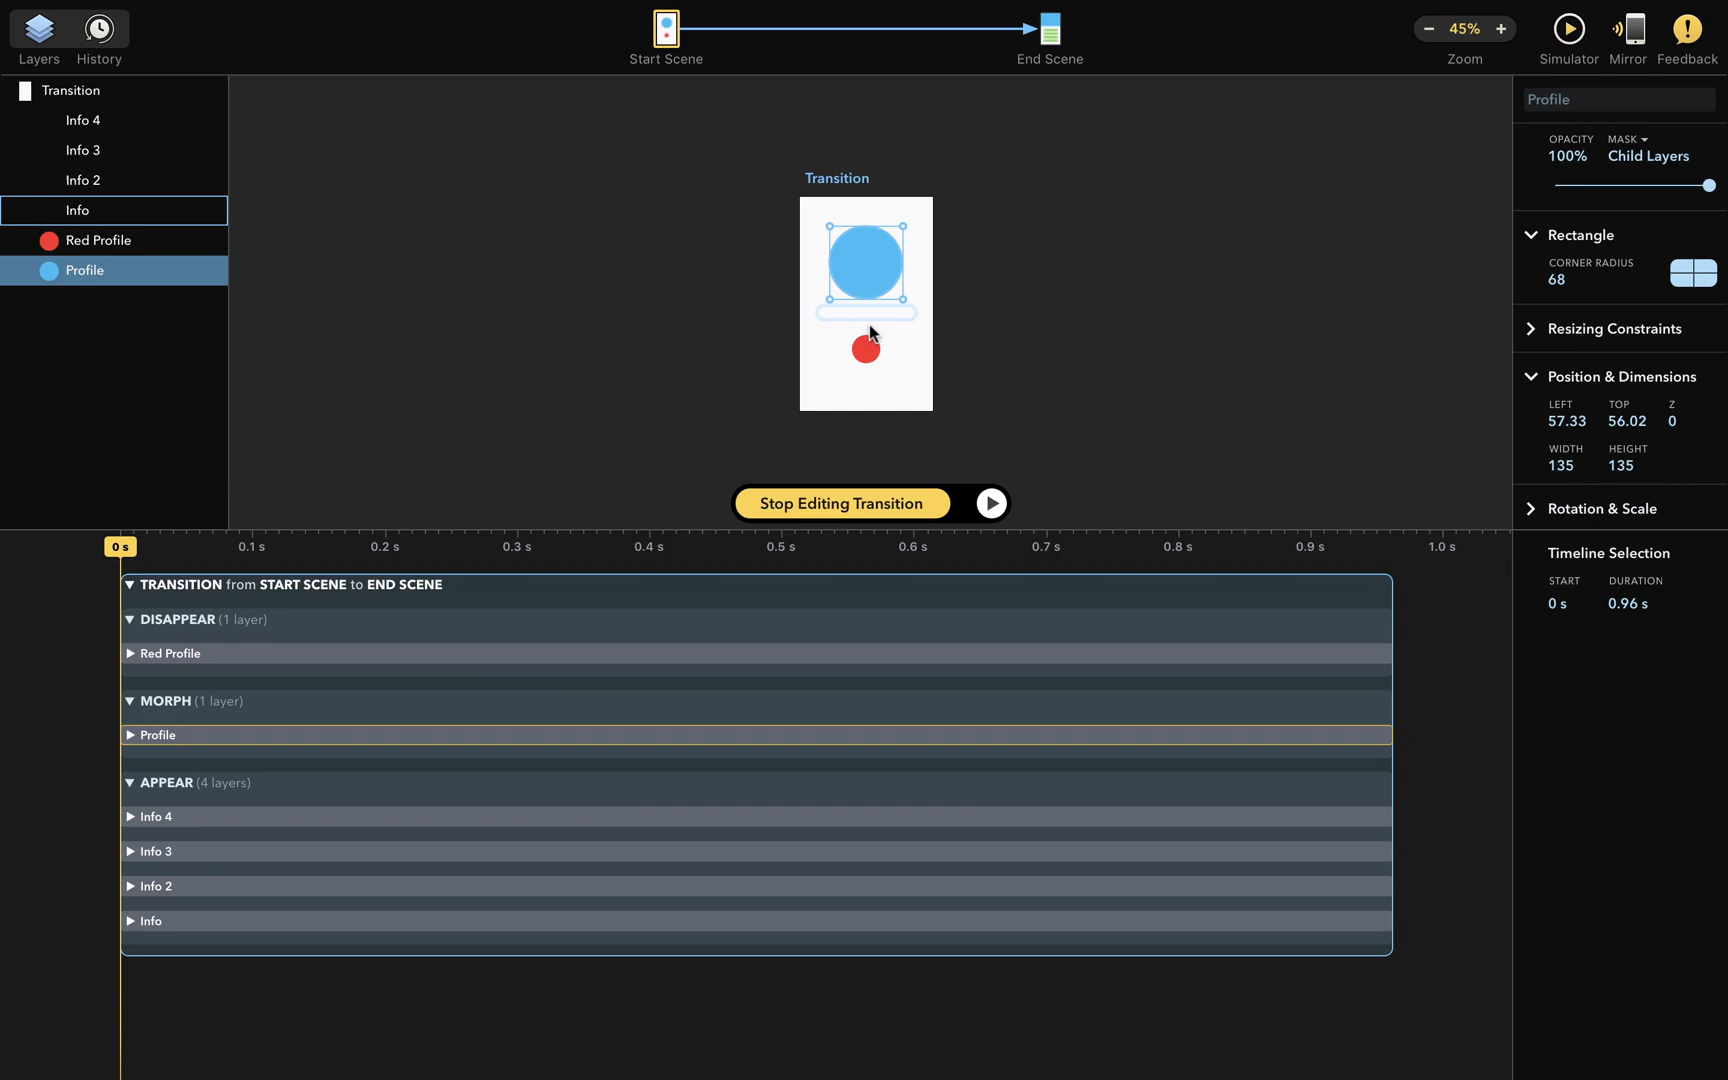 Layers
History
Start Scene
End Scene
45%
Zoom
Simulator
Mirror
Feedback
Transition
Info 4
Info 3
Info 2
Info
Red Profile
Profile
Transition
Stop Editing Transition
Profile
OPACITY
MASK
100%
Child Layers
Rectangle
CORNER RADIUS
68
Resizing Constraints
Position & Dimensions
LEFT
TOP
Z
57.33
56.02
0
WIDTH
HEIGHT
135
135
Rotation & Scale
Timeline Selection
START
DURATION
0 s
0.96 s
0 s
0.1 s
0.2 s
0.3 s
0.4 s
0.5 s
0.6 s
0.7 s
0.8 s
0.9 s
1.0 s
TRANSITION from START SCENE to END SCENE
DISAPPEAR (1 layer)
Red Profile
MORPH (1 layer)
Profile
APPEAR (4 layers)
Info 4
Info 3
Info 2
Info